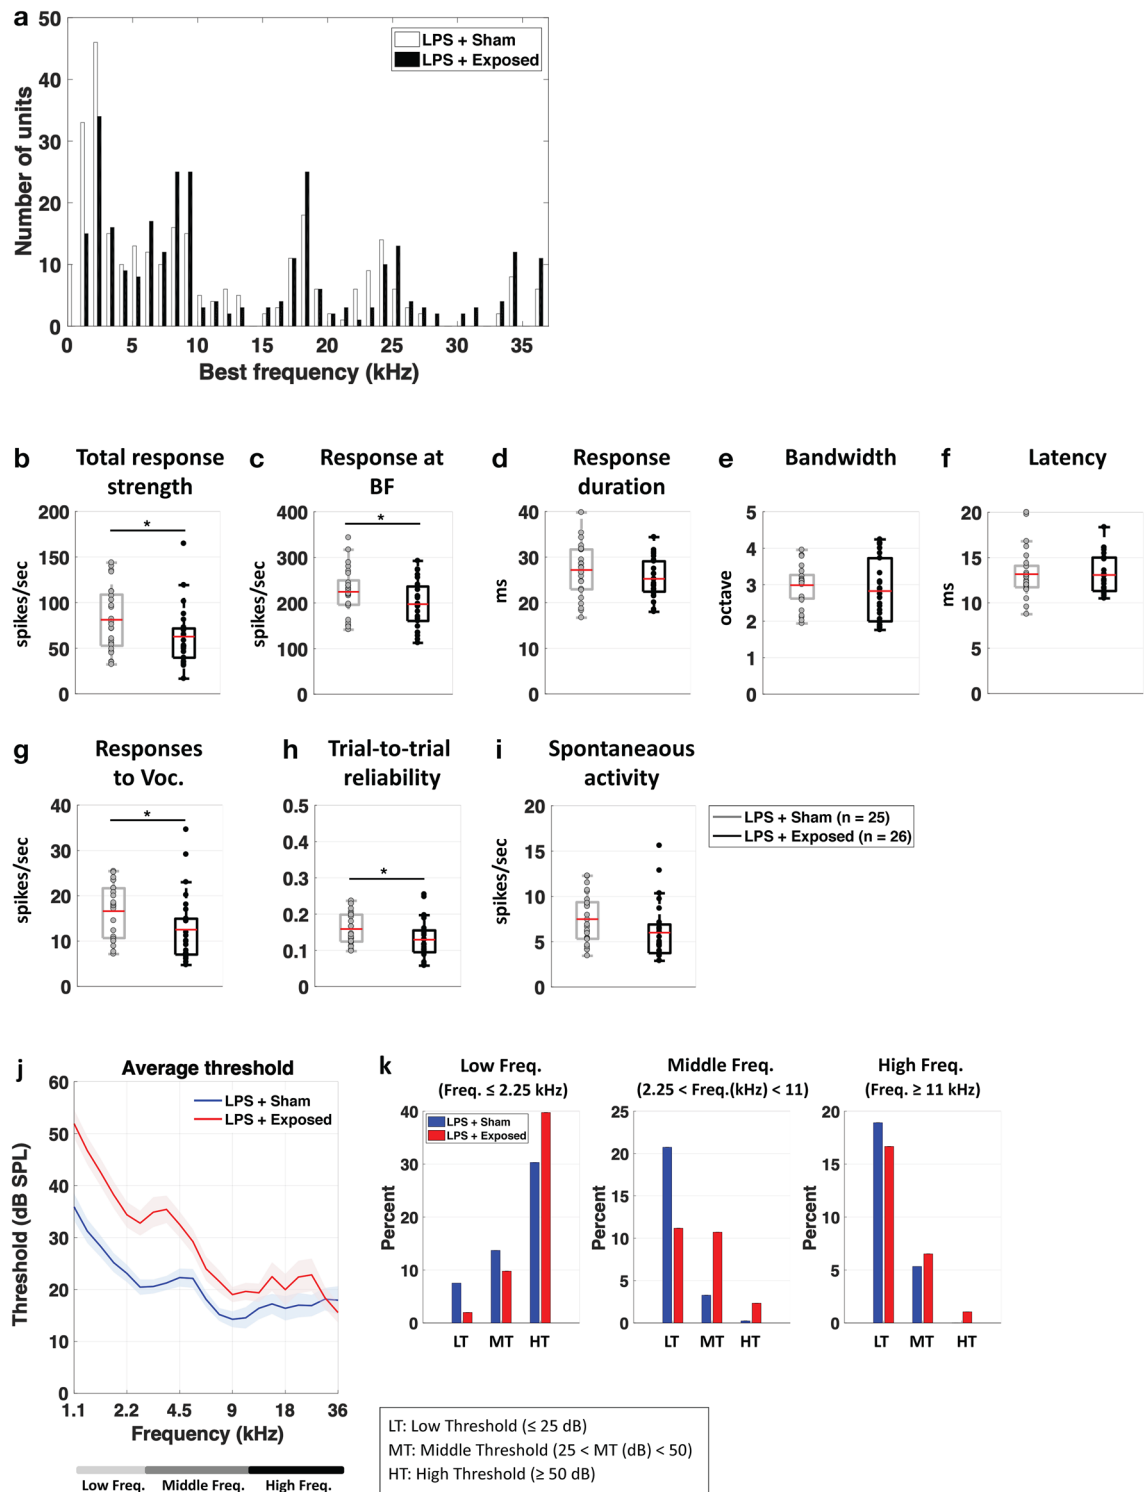 a
50
40
30
20
10
0
Number of units
LPS + Sham
LPS + Exposed
0 5 10 15 20 25 30 35
Best frequency (kHz)
b Total response
strength
200
150
100
50
0
spikes/sec
*
c Response at
BF
400
300
200
100
0
spikes/sec
*
d Response
duration
40
30
20
10
0
ms
e Bandwidth
5
4
3
2
1
0
octave
f Latency
20
15
10
5
0
ms
g Responses
to Voc.
40
30
20
10
0
spikes/sec
*
h Trial-to-trial
reliability
0.5
0.4
0.3
0.2
0.1
0
*
i Spontaneaous
activity
20
15
10
5
0
spikes/sec
LPS + Sham (n = 25)
LPS + Exposed (n = 26)
j Average threshold
60
50
40
30
20
10
0
Threshold (dB SPL)
LPS + Sham
LPS + Exposed
1.1 2.2 4.5 9 18 36
Frequency (kHz)
Low Freq. Middle Freq. High Freq.
k Low Freq.
(Freq. ≤ 2.25 kHz)
40
30
20
10
0
Percent
LPS + Sham
LPS + Exposed
LT MT HT
Middle Freq.
(2.25 < Freq.(kHz) < 11)
25
20
15
10
5
0
Percent
LT MT HT
High Freq.
(Freq. ≥ 11 kHz)
20
15
10
5
0
Percent
LT MT HT
LT: Low Threshold (≤ 25 dB)
MT: Middle Threshold (25 < MT (dB) < 50)
HT: High Threshold (≥ 50 dB)